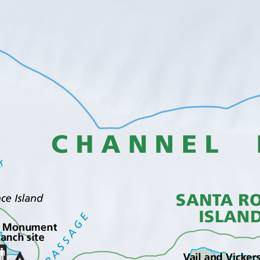 CHANNEL
ce Island
SANTA RO
ISLAND
Monument
anch site
PASSAGE
Vail and Vickers